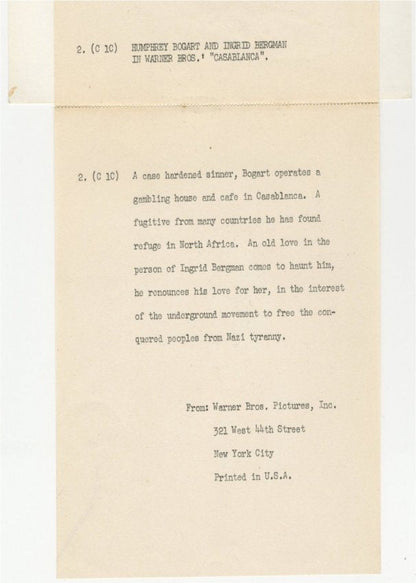 2. (C 1C) HUMPHREY BOGART AND INGRID BERGMAN
IN WARNER BROS.' "CASABLANCA".
2. (C 1C) A case hardened sinner, Bogart operates a
gambling house and cafe in Casablanca. A
fugitive from many countries he has found
refuge in North Africa. An old love in the
person of Ingrid Bergman comes to haunt him,
he renounces his love for her, in the interest
of the underground movement to free the con-
quered peoples from Nazi tyranny.
From: Warner Bros. Pictures, Inc.
321 West 44th Street
New York City
Printed in U.S.A.